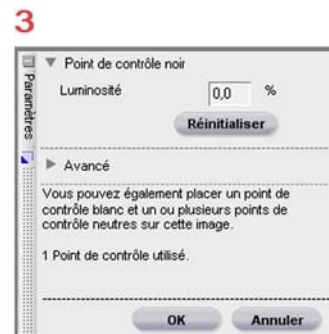 3
Paramètres
Point de contrôle noir
Luminosité 0,0 %
Réinitialiser
Avancé
Vous pouvez également placer un point de
contrôle blanc et un ou plusieurs points de
contrôle neutres sur cette image.
1 Point de contrôle utilisé.
OK Annuler